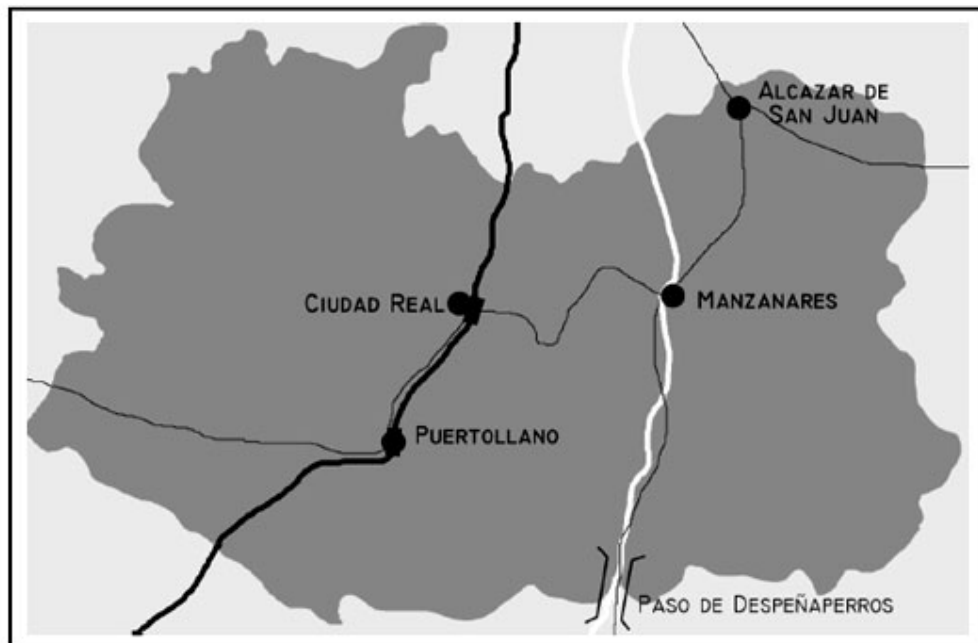 ALCAZAR DE
SAN JUAN
CIUDAD REAL
MANZANARES
PUERTOLLANO
PASO DE DESPEÑAPERROS